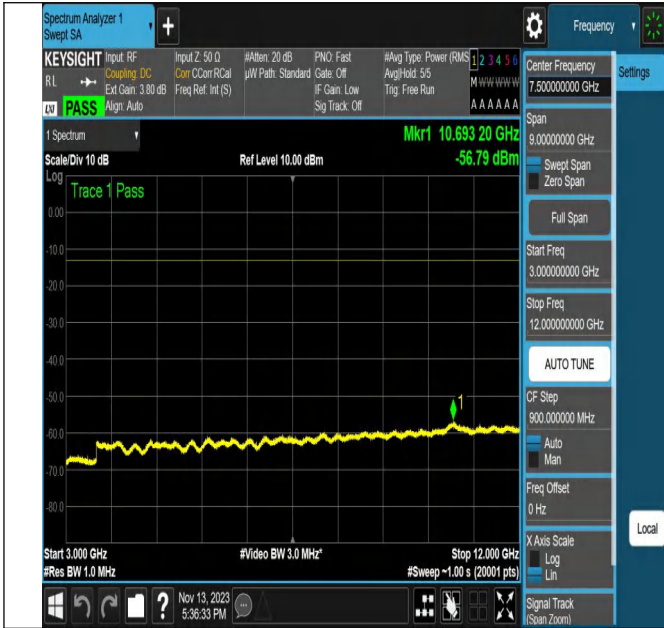 Spectrum Analyzer 1
Swept SA
+
Frequency
KEYSIGHT
RL
LXI
PASS
Input: RF
Coupling: DC
Ext Gain: 3.80 dB
Align: Auto
Input Z: 50 Ω
Corr CCorr RCal
Freq Ref: Int (S)
#Atten: 20 dB
µW Path: Standard
PNO: Fast
Gate: Off
IF Gain: Low
Sig Track: Off
#Avg Type: Power (RMS
Avg|Hold: 5/5
Trig: Free Run
1 2 3 4 5 6
M W W W W W
A A A A A A
1 Spectrum
Scale/Div 10 dB
Log
Ref Level 10.00 dBm
Mkr1 10.693 20 GHz
-56.79 dBm
Trace 1 Pass
0.00
-10.0
-20.0
-30.0
-40.0
-50.0
-60.0
-70.0
-80.0
1
Start 3.000 GHz
#Res BW 1.0 MHz
#Video BW 3.0 MHz*
Stop 12.000 GHz
#Sweep ~1.00 s (20001 pts)
Nov 13, 2023
5:36:33 PM
?
Center Frequency
7.500000000 GHz
Span
9.00000000 GHz
Swept Span
Zero Span
Full Span
Start Freq
3.000000000 GHz
Stop Freq
12.000000000 GHz
AUTO TUNE
CF Step
900.000000 MHz
Auto
Man
Freq Offset
0 Hz
X Axis Scale
Log
Lin
Signal Track
(Span Zoom)
Settings
Local